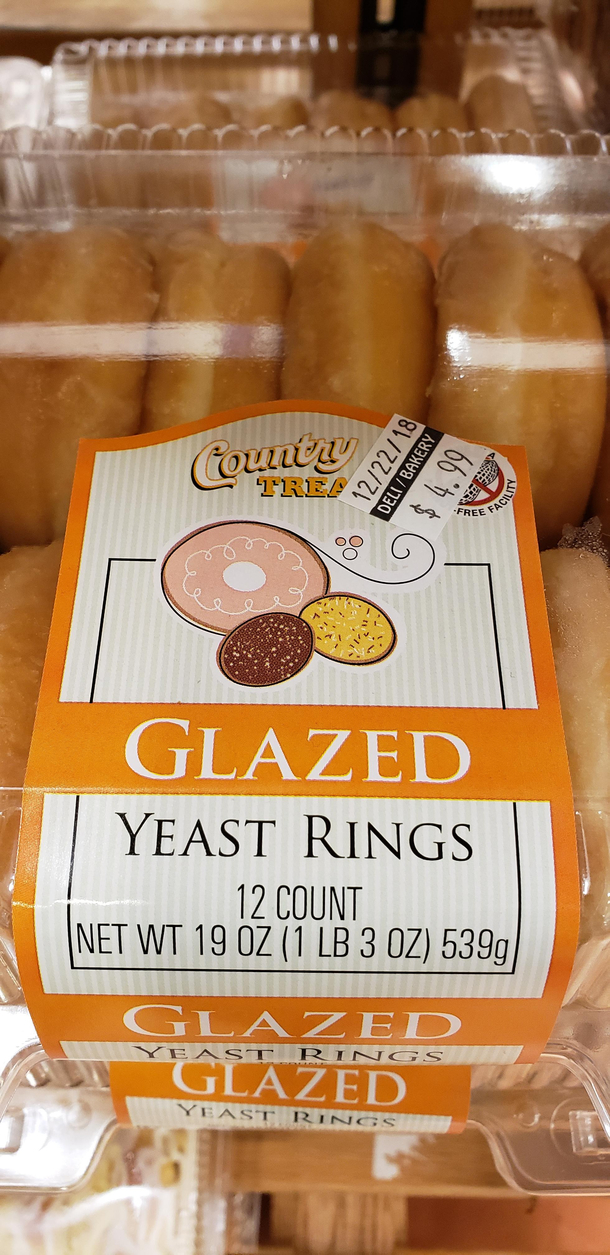 Country
TREA
12/22/18
DELI / BAKERY
$ 4.99
-FREE FACILITY
GLAZED
YEAST RINGS
12 COUNT
NET WT 19 OZ (1 LB 3 OZ) 539g
GLAZED
YEAST RINGS
GLAZED
YEAST RINGS